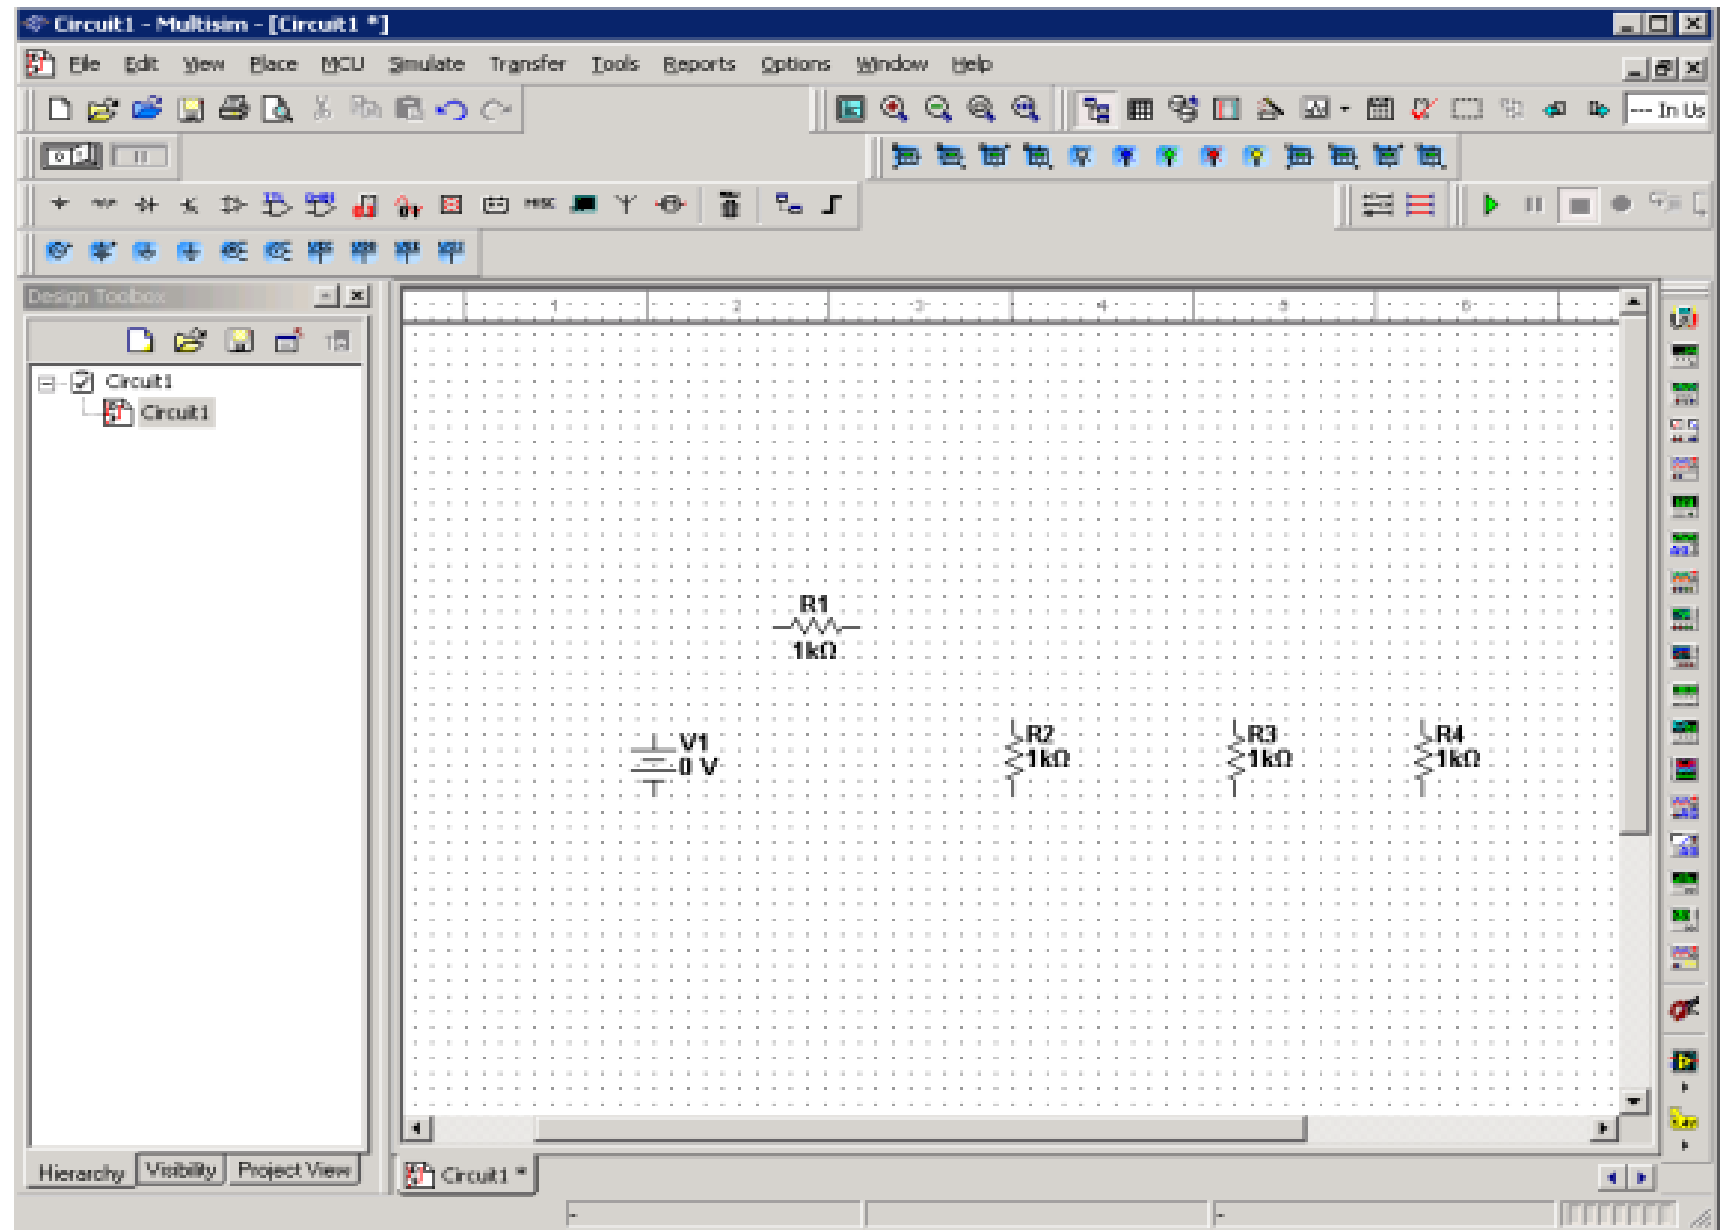 Circuit1 - Multisim - [Circuit1 *]
File Edit View Place MCU Simulate Transfer Tools Reports Options Window Help
--- In Us
MISC
Design Toolbox
1 2 3 4 5 6
Circuit1
Circuit1
R1
1kΩ
V1
0 V
R2
1kΩ
R3
1kΩ
R4
1kΩ
Hierarchy Visibility Project View
Circuit1 *
- -